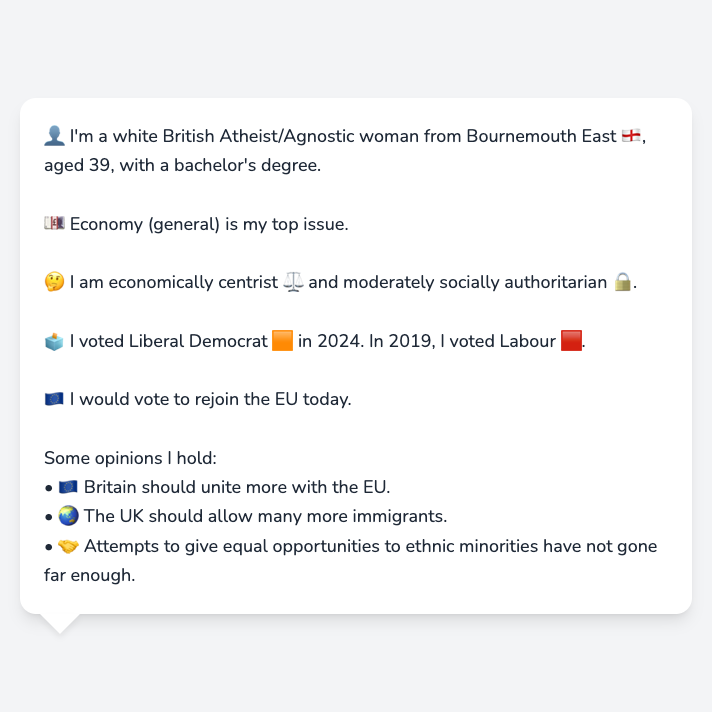 👤 I'm a white British Atheist/Agnostic woman from Bournemouth East 🏴󠁧󠁢󠁥󠁮󠁧󠁿,
aged 39, with a bachelor's degree.
💷 Economy (general) is my top issue.
🤔 I am economically centrist ⚖️ and moderately socially authoritarian 🔒.
🗳️ I voted Liberal Democrat 🟧 in 2024. In 2019, I voted Labour 🟥.
🇪🇺 I would vote to rejoin the EU today.
Some opinions I hold:
• 🇪🇺 Britain should unite more with the EU.
• 🌏 The UK should allow many more immigrants.
• 🤝 Attempts to give equal opportunities to ethnic minorities have not gone
far enough.